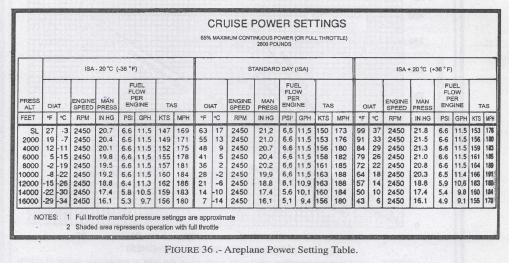 CRUISE POWER SETTINGS
65% MAXIMUM CONTINUOUS POWER (OR FULL THROTTLE)
2800 POUNDS
ISA - 20 °C (-36 °F) STANDARD DAY (ISA) ISA + 20 °C (+36 °F)
PRESS ALT OIAT ENGINE SPEED MAN PRESS FUEL FLOW PER ENGINE TAS OIAT ENGINE SPEED MAN PRESS FUEL FLOW PER ENGINE TAS OIAT ENGINE SPEED MAN PRESS FUEL FLOW PER ENGINE TAS
FEET °F °C RPM IN HG PSI GPH KTS MPH °F °C RPM IN HG PSI GPH KTS MPH °F °C RPM IN HG PSI GPH KTS MPH
SL 27 -3 2450 20.7 6.6 11.5 147 169 63 17 2450 21.2 6.6 11.5 150 173 99 37 2450 21.8 6.6 11.5 153 176
2000 19 -7 2450 20.4 6.6 11.5 149 171 55 13 2450 21.0 6.6 11.5 153 176 91 33 2450 21.5 6.6 11.5 156 180
4000 12 -11 2450 20.1 6.6 11.5 152 175 48 9 2450 20.7 6.6 11.5 156 180 84 29 2450 21.3 6.6 11.5 159 183
6000 5 -15 2450 19.8 6.6 11.5 155 178 41 5 2450 20.4 6.6 11.5 158 182 79 26 2450 21.0 6.6 11.5 161 185
8000 -2 -19 2450 19.5 6.6 11.5 157 181 36 2 2450 20.2 6.6 11.5 161 185 72 22 2450 20.8 6.6 11.5 164 189
10000 -8 -22 2450 19.2 6.6 11.5 160 184 28 -2 2450 19.9 6.6 11.5 163 188 64 18 2450 20.3 6.5 11.4 166 191
12000 -15 -26 2450 18.8 6.4 11.3 162 186 21 -6 2450 18.8 6.1 10.9 163 188 57 14 2450 18.8 5.9 10.6 163 188
14000 -22 -30 2450 17.4 5.8 10.5 159 183 14 -10 2450 17.4 5.6 10.1 160 184 50 10 2450 17.4 5.4 9.8 160 184
16000 -29 -34 2450 16.1 5.3 9.7 156 180 7 -14 2450 16.1 5.1 9.4 156 180 43 6 2450 16.1 4.9 9.1 155 178
NOTES: 1 Full throttle manifold pressure setings are approximate
2 Shaded area represents operation with full throttle
FIGURE 36 .- Areplane Power Setting Table.